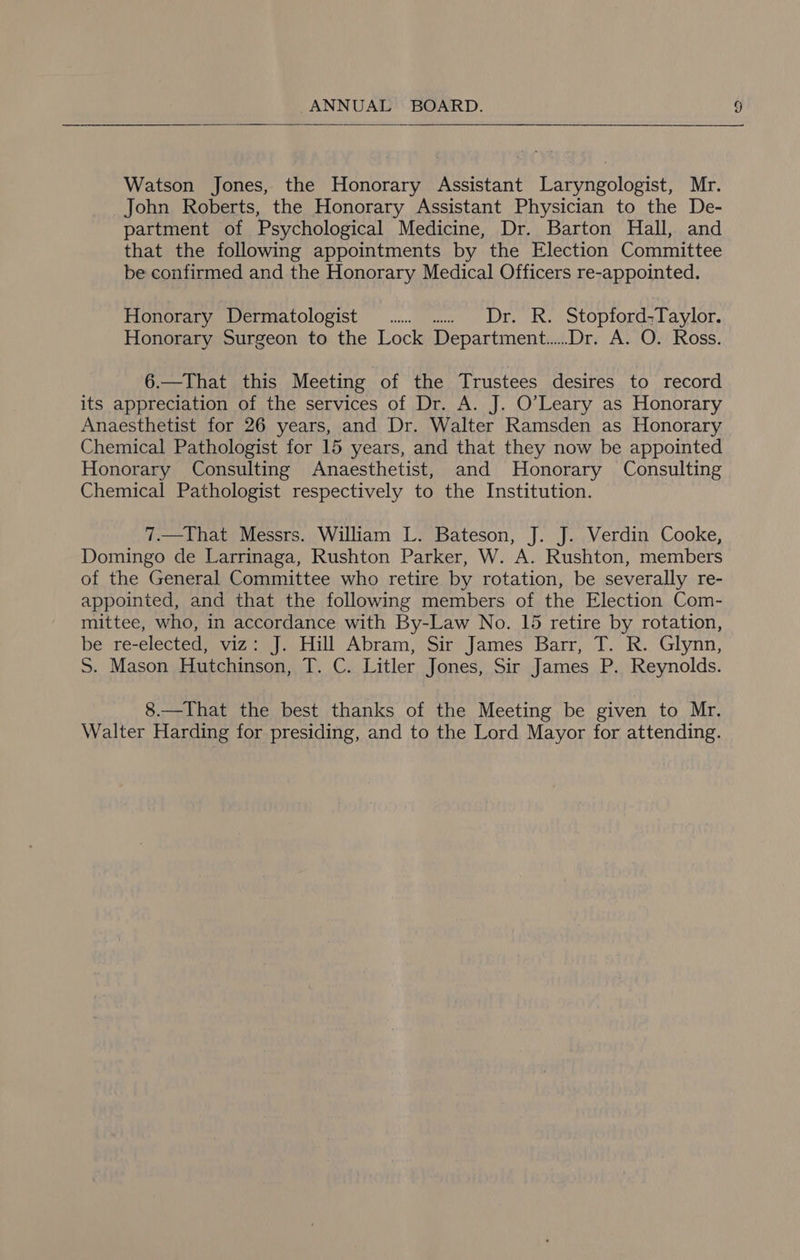 ANNUAL BOARD. 9
Watson Jones, the Honorary Assistant Laryngologist, Mr.
John Roberts, the Honorary Assistant Physician to the De-
partment of Psychological Medicine, Dr. Barton Hall, and
that the following appointments by the Election Committee
be confirmed and the Honorary Medical Officers re-appointed.
Honorary Dermatologist ...... ...... Dr. R. Stopford-Taylor.
Honorary Surgeon to the Lock Department......Dr. A. O. Ross.
6.—That this Meeting of the Trustees desires to record
its appreciation of the services of Dr. A. J. O'Leary as Honorary
Anaesthetist for 26 years, and Dr. Walter Ramsden as Honorary
Chemical Pathologist for 15 years, and that they now be appointed
Honorary Consulting Anaesthetist, and Honorary Consulting
Chemical Pathologist respectively to the Institution.
7.—That Messrs. William L. Bateson, J. J. Verdin Cooke,
Domingo de Larrinaga, Rushton Parker, W. A. Rushton, members
of the General Committee who retire by rotation, be severally re-
appointed, and that the following members of the Election Com-
mittee, who, in accordance with By-Law No. 15 retire by rotation,
be re-elected, viz: J. Hill Abram, Sir James Barr, T. R. Glynn,
S. Mason Hutchinson, T. C. Litler Jones, Sir James P. Reynolds.
8.—That the best thanks of the Meeting be given to Mr.
Walter Harding for presiding, and to the Lord Mayor for attending.